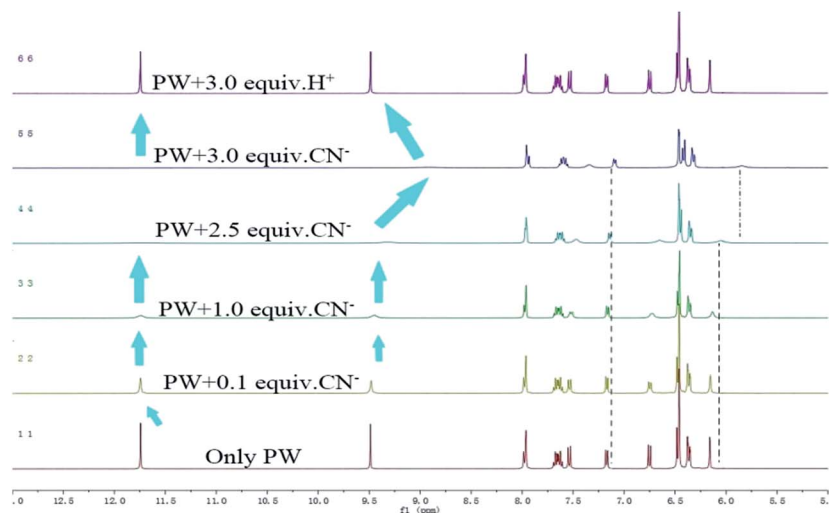 6 6
PW+3.0 equiv.H⁺
5 5
PW+3.0 equiv.CN⁻
4 4
PW+2.5 equiv.CN⁻
3 3
PW+1.0 equiv.CN⁻
2 2
PW+0.1 equiv.CN⁻
1 1
Only PW
12.5 11.5 11.0 10.5 10.0 9.5 9.0 8.5 8.0 7.5 7.0 6.5 6.0 5.5
f1 (ppm)